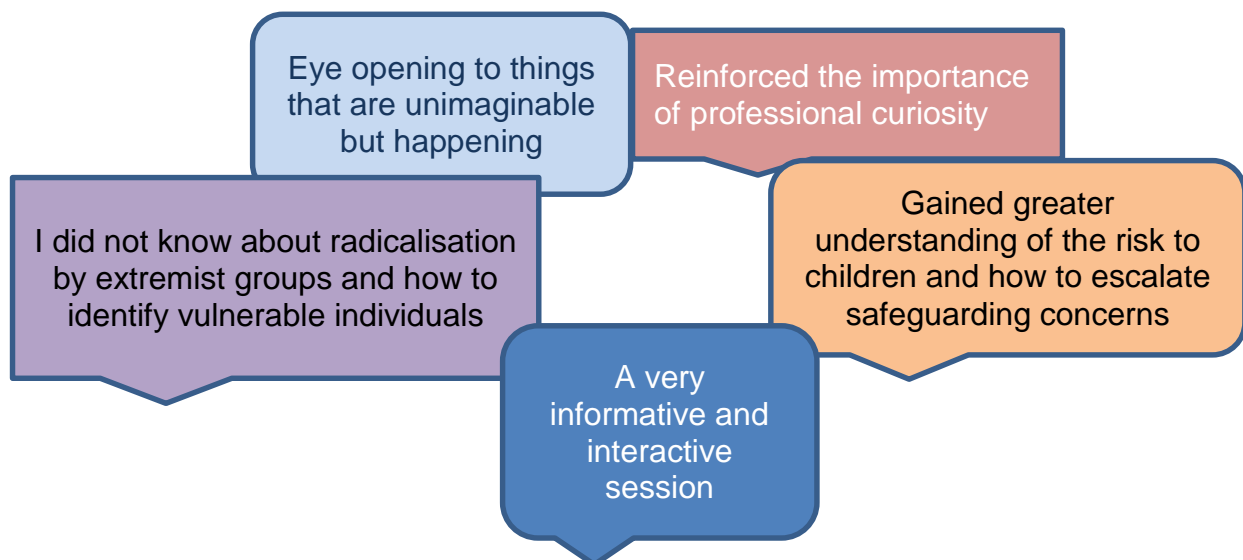 Eye opening to things
that are unimaginable
but happening
Reinforced the importance
of professional curiosity
I did not know about radicalisation
by extremist groups and how to
identify vulnerable individuals
Gained greater
understanding of the risk to
children and how to escalate
safeguarding concerns
A very
informative and
interactive
session